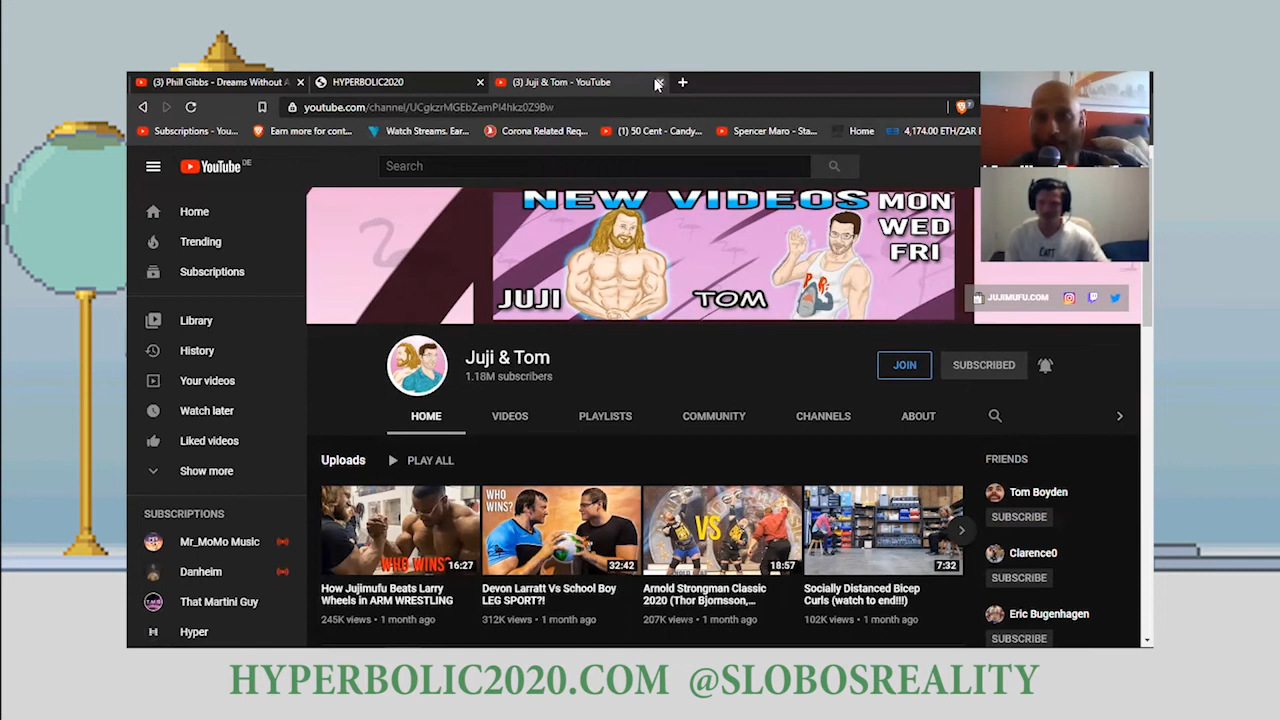 (3) Phill Gibbs - Dreams Without A
HYPERBOLIC2020
(3) Juji & Tom - YouTube
youtube.com/channel/UCgkzrMGEbZemPl4hkz0Z9Bw
Subscriptions - You...
Earn more for cont...
Watch Streams. Ear...
Corona Related Req...
(1) 50 Cent - Candy...
Spencer Maro - Sta...
Home
4,174.00 ETH/ZAR
YouTube DE
Search
Home
Trending
Subscriptions
Library
History
Your videos
Watch later
Liked videos
Show more
SUBSCRIPTIONS
Mr_MoMo Music
Danheim
That Martini Guy
Hyper
NEW VIDEOS
MON
WED
FRI
JUJI
TOM
JUJIMUFU.COM
Juji & Tom
1.18M subscribers
JOIN
SUBSCRIBED
HOME
VIDEOS
PLAYLISTS
COMMUNITY
CHANNELS
ABOUT
Uploads
PLAY ALL
WHO WINS?
16:27
How Jujimufu Beats Larry
Wheels in ARM WRESTLING
245K views • 1 month ago
WHO
WINS?
32:42
Devon Larratt Vs School Boy
LEG SPORT?!
312K views • 1 month ago
VS
18:57
Arnold Strongman Classic
2020 (Thor Bjornsson,...
207K views • 1 month ago
7:32
Socially Distanced Bicep
Curls (watch to end!!!)
102K views • 1 month ago
FRIENDS
Tom Boyden
SUBSCRIBE
Clarence0
SUBSCRIBE
Eric Bugenhagen
SUBSCRIBE
HYPERBOLIC2020.COM @SLOBOSREALITY